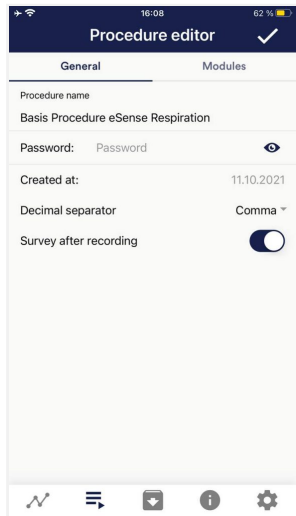 16:08
62 %
Procedure editor
General Modules
Procedure name
Basis Procedure eSense Respiration
Password: Password
Created at: 11.10.2021
Decimal separator Comma
Survey after recording